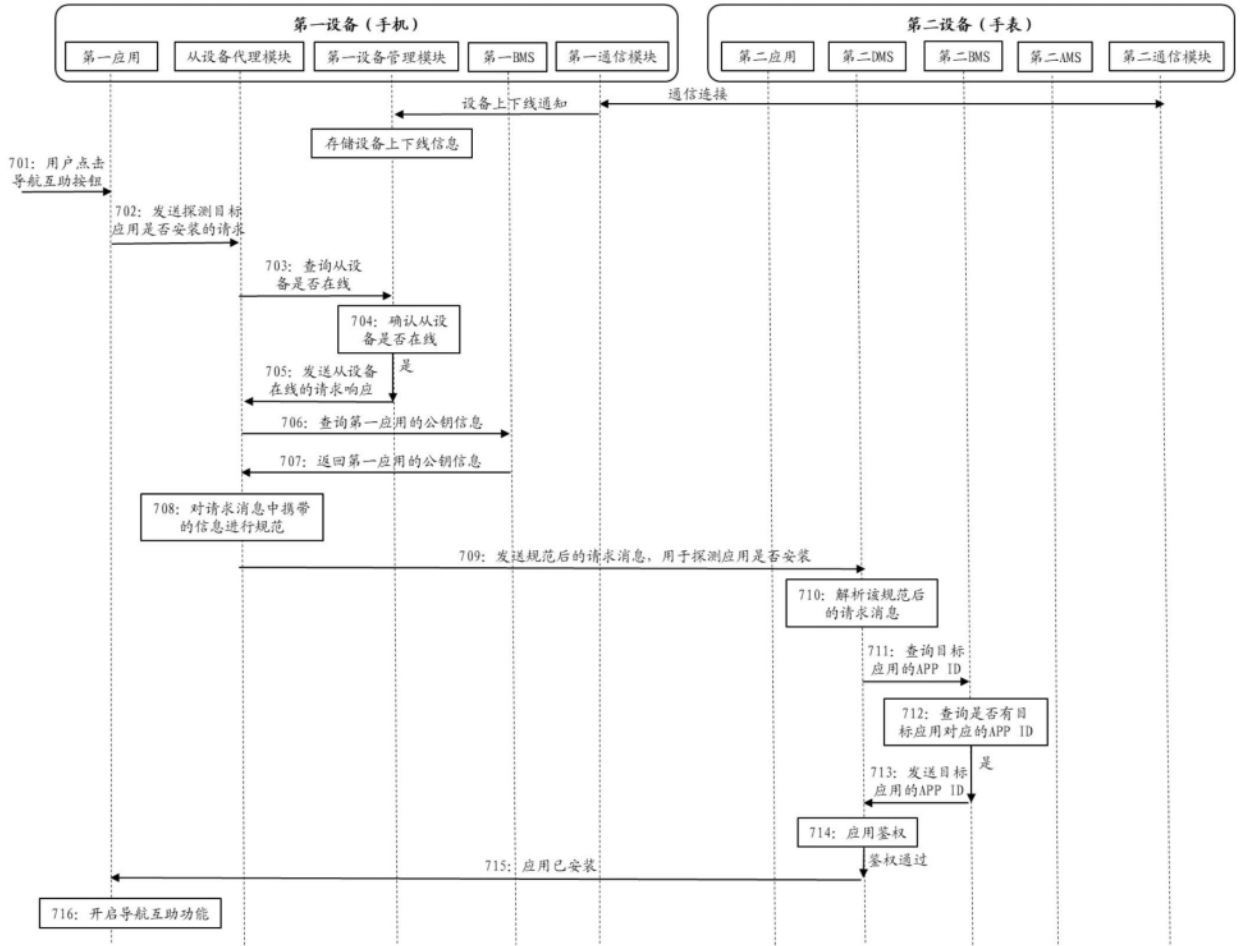 第一设备（手机）
第二设备（手表）
第一应用
从设备代理模块
第一设备管理模块
第一BMS
第一通信模块
第二应用
第二DMS
第二BMS
第二AMS
第二通信模块
设备上下线通知
通信连接
存储设备上下线信息
701：用户点击
导航互助按钮
702：发送探测目标
应用是否安装的请求
703：查询从设
备是否在线
704：确认从设
备是否在线
是
705：发送从设备
在线的请求响应
706：查询第一应用的公钥信息
707：返回第一应用的公钥信息
708：对请求消息中携带
的信息进行规范
709：发送规范后的请求消息，用于探测应用是否安装
710：解析该规范后
的请求消息
711：查询目标
应用的APP ID
712：查询是否有目
标应用对应的APP ID
是
713：发送目标
应用的APP ID
714：应用鉴权
鉴权通过
715：应用已安装
716：开启导航互助功能